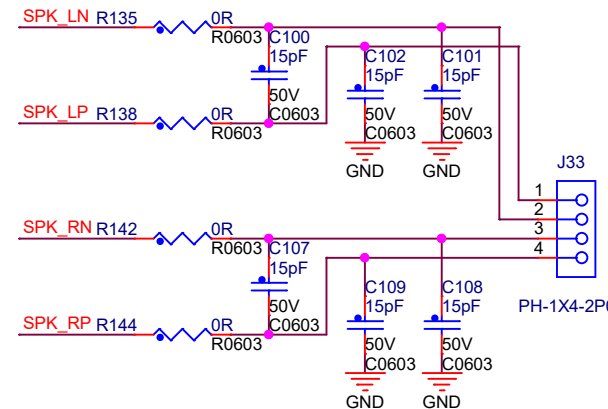 SPK_LN R135 0R
R0603 C100
15pF
C102 C101
15pF 15pF
50V
SPK_LP R138 0R C0603
R0603
50V 50V
C0603 C0603
GND GND
J33
1
2
3
4
SPK_RN R142 0R
R0603 C107
15pF
C109 C108
15pF 15pF
PH-1X4-2P
50V
SPK_RP R144 0R C0603
R0603
50V 50V
C0603 C0603
GND GND